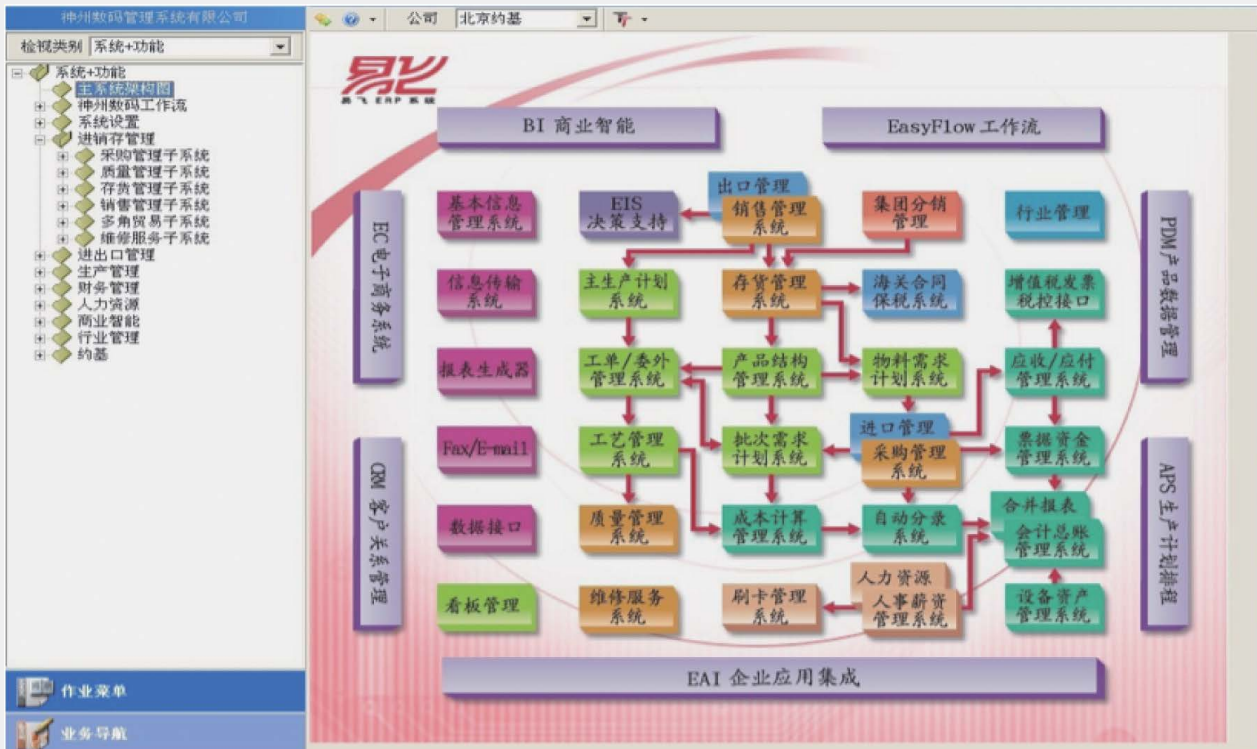 神州数码管理系统有限公司
公司 北京约基
检视类别 系统+功能
系统+功能
主系统架构图
神州数码工作流
系统设置
进销存管理
采购管理子系统
质量管理子系统
存货管理子系统
销售管理子系统
多角贸易子系统
维修服务子系统
进出口管理
生产管理
财务管理
人力资源
商业智能
行业管理
约基
作业菜单
业务导航
易飞
易飞 ERP 系统
BI 商业智能
EasyFlow 工作流
EC 电子商务系统
CRM 客户关系管理
基本信息
管理系统
EIS
决策支持
出口管理
销售管理
系统
集团分销
管理
行业管理
信息传输
系统
主生产计划
系统
存货管理
系统
海关合同
保税系统
增值税发票
税控接口
报表生成器
工单/委外
管理系统
产品结构
管理系统
物料需求
计划系统
应收/应付
管理系统
Fax/E-mail
工艺管理
系统
批次需求
计划系统
进口管理
采购管理
系统
票据资金
管理系统
数据接口
质量管理
系统
成本计算
管理系统
自动分录
系统
合并报表
会计总账
管理系统
看板管理
维修服务
系统
刷卡管理
系统
人力资源
人事薪资
管理系统
设备资产
管理系统
PDM 产品数据管理
APS 生产计划排程
EAI 企业应用集成